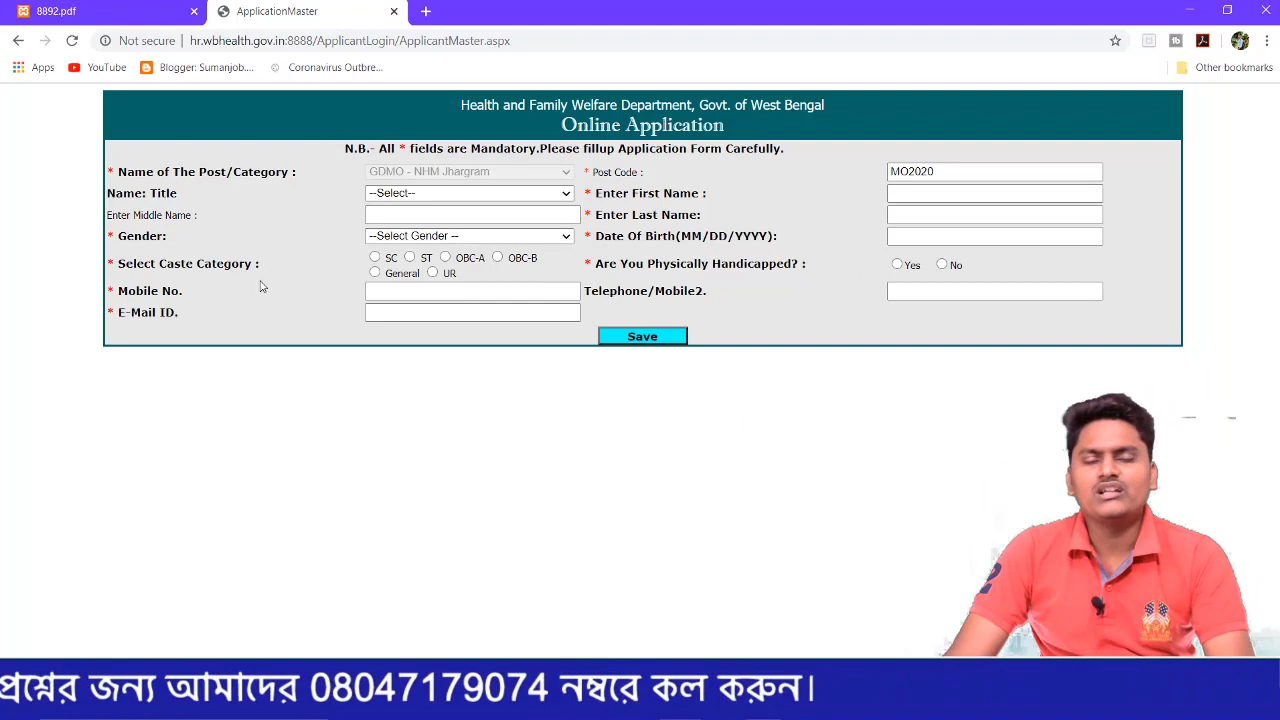 8892.pdf
ApplicationMaster
Not secure
hr.wbhealth.gov.in:8888/ApplicantLogin/ApplicantMaster.aspx
Apps
YouTube
Blogger: Sumanjob....
Coronavirus Outbre...
Other bookmarks
Health and Family Welfare Department, Govt. of West Bengal
Online Application
N.B.- All * fields are Mandatory.Please fillup Application Form Carefully.
* Name of The Post/Category : GDMO - NHM Jhargram * Post Code : MO2020
Name: Title --Select-- * Enter First Name :
Enter Middle Name : * Enter Last Name:
* Gender: --Select Gender -- * Date Of Birth(MM/DD/YYYY):
* Select Caste Category : SC ST OBC-A OBC-B
General UR
* Are You Physically Handicapped? : Yes No
* Mobile No. Telephone/Mobile2.
* E-Mail ID.
Save
2
প্রশ্নের জন্য আমাদের 08047179074 নম্বরে কল করুন।